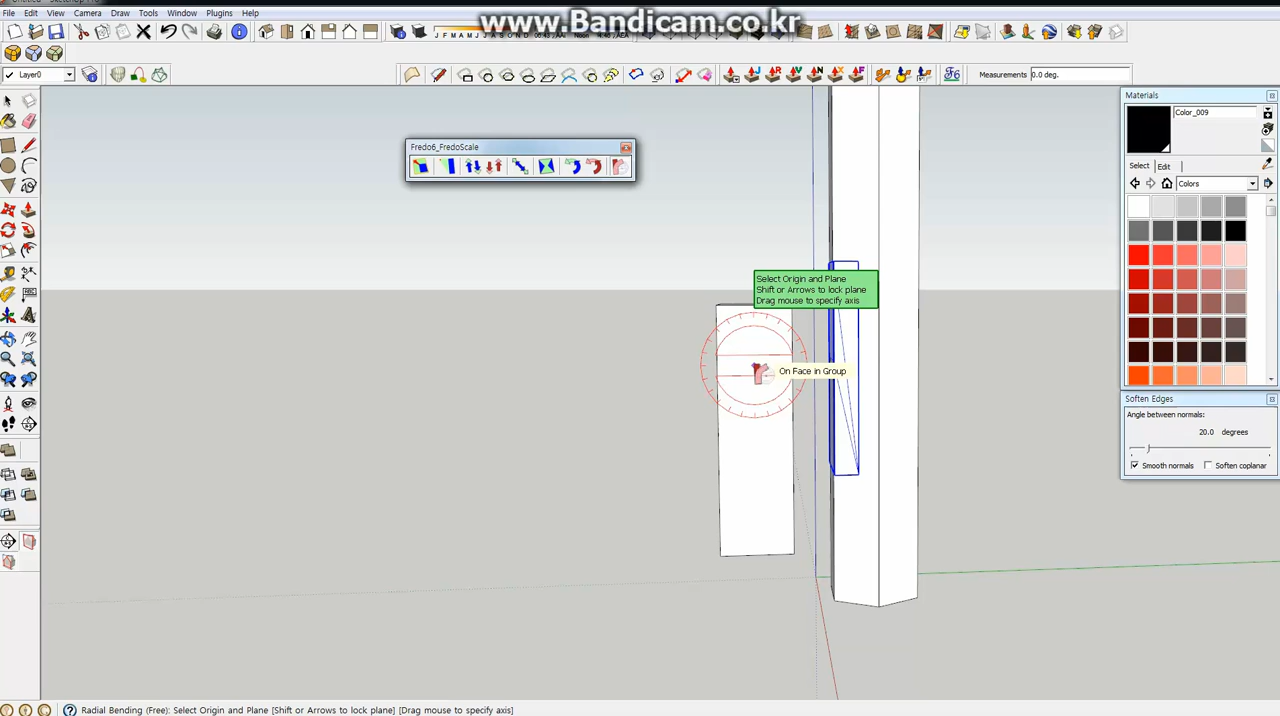 www.Bandicam.co.kr
File Edit View Camera Draw Tools Window Plugins Help
J F M A M J J A S O N D
Layer0
Measurements 0.0 deg.
Materials
Color_009
Select Edit
Colors
Fredo6_FredoScale
Select Origin and Plane
Shift or Arrows to lock plane
Drag mouse to specify axis
On Face in Group
Soften Edges
Angle between normals:
20.0 degrees
Smooth normals Soften coplanar
Radial Bending (Free): Select Origin and Plane [Shift or Arrows to lock plane] [Drag mouse to specify axis]